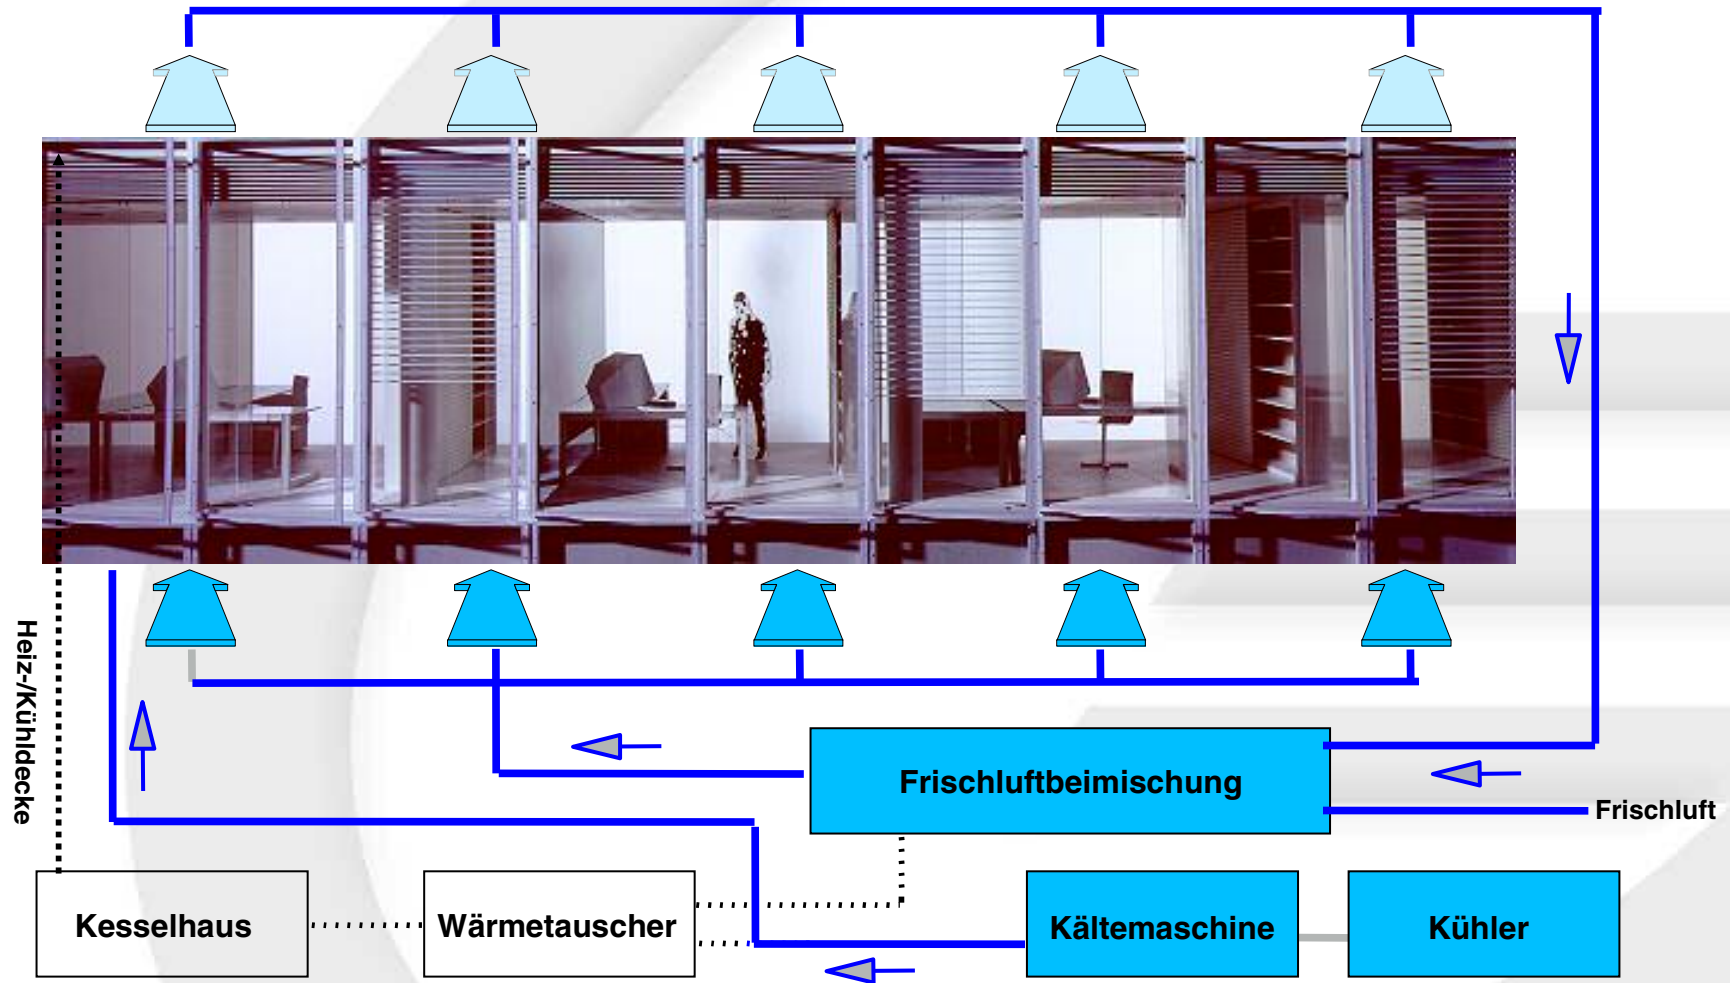 Heiz-/Kühldecke
Frischluftbeimischung
Frischluft
Kesselhaus
Wärmetauscher
Kältemaschine
Kühler